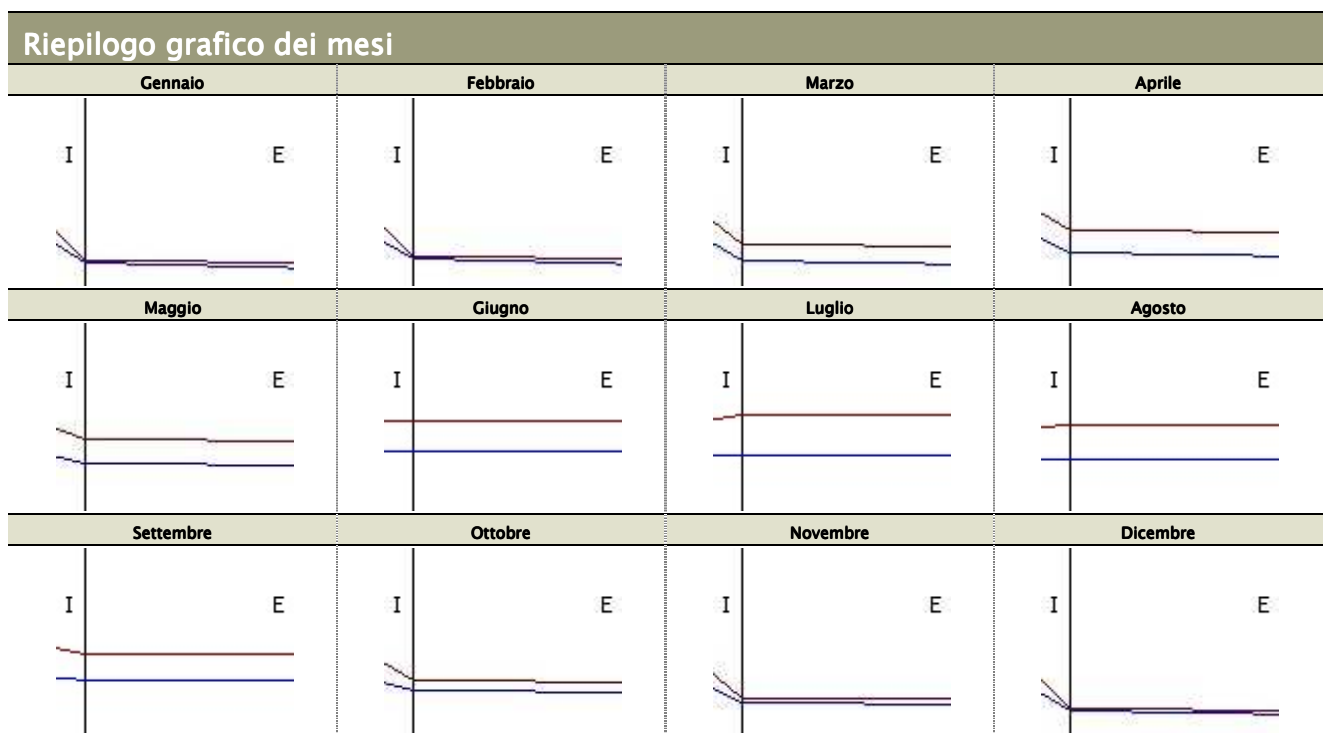 Riepilogo grafico dei mesi
Gennaio Febbraio Marzo Aprile
I E I E I E I E
Maggio Giugno Luglio Agosto
I E I E I E I E
Settembre Ottobre Novembre Dicembre
I E I E I E I E